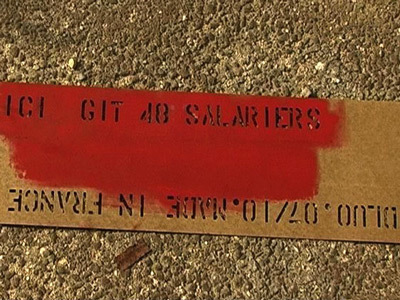 ICI GIT 48 SALARIERS
DLUO.07/10.MADE IN FRANCE